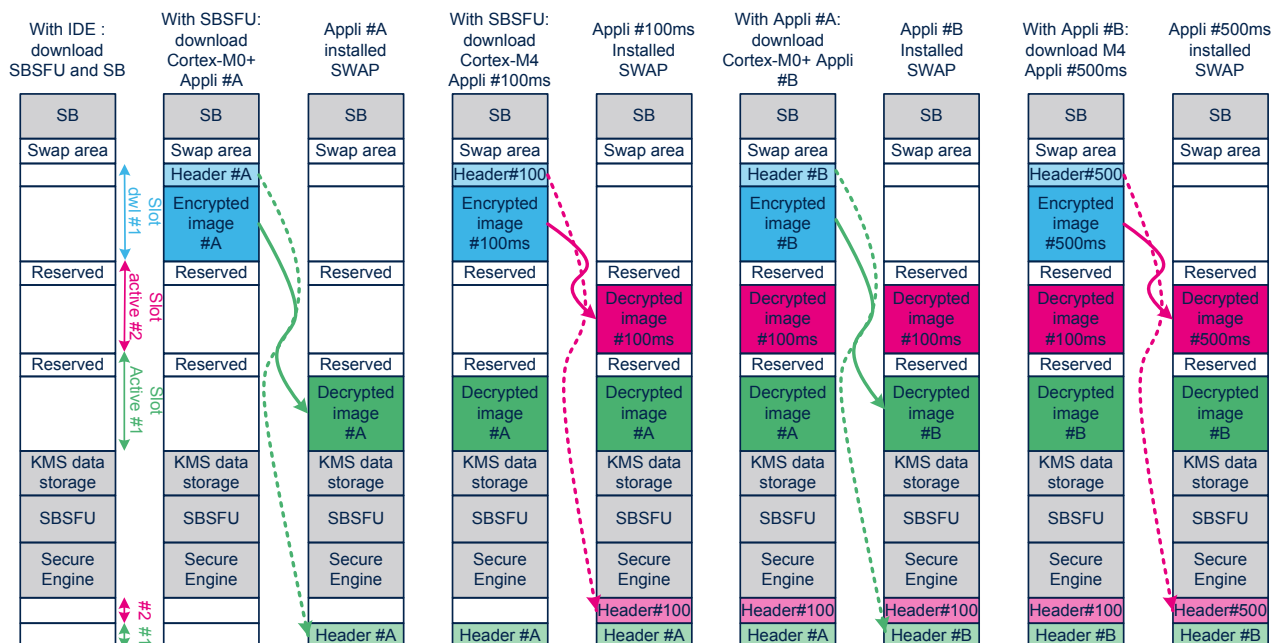 With IDE :
download
SBSFU and SB
With SBSFU:
download
Cortex-M0+
Appli #A
Appli #A
installed
SWAP
With SBSFU:
download
Cortex-M4
Appli #100ms
Appli #100ms
Installed
SWAP
With Appli #A:
download
Cortex-M0+ Appli
#B
Appli #B
Installed
SWAP
With Appli #B:
download M4
Appli #500ms
Appli #500ms
installed
SWAP
SB
Swap area
Reserved
Reserved
KMS data
storage
SBSFU
Secure
Engine
Slot
dwl #1
Slot
active #2
Slot
Active #1
#2
#1
SB
Swap area
Header #A
Encrypted
image
#A
Reserved
Reserved
KMS data
storage
SBSFU
Secure
Engine
SB
Swap area
Reserved
Reserved
Decrypted
image
#A
KMS data
storage
SBSFU
Secure
Engine
Header #A
SB
Swap area
Header#100
Encrypted
image
#100ms
Reserved
Reserved
Decrypted
image
#A
KMS data
storage
SBSFU
Secure
Engine
Header #A
SB
Swap area
Reserved
Decrypted
image
#100ms
Reserved
Decrypted
image
#A
KMS data
storage
SBSFU
Secure
Engine
Header#100
Header #A
SB
Swap area
Header #B
Encrypted
image
#B
Reserved
Decrypted
image
#100ms
Reserved
Decrypted
image
#A
KMS data
storage
SBSFU
Secure
Engine
Header#100
Header #A
SB
Swap area
Reserved
Decrypted
image
#100ms
Reserved
Decrypted
image
#B
KMS data
storage
SBSFU
Secure
Engine
Header#100
Header #B
SB
Swap area
Header#500
Encrypted
image
#500ms
Reserved
Decrypted
image
#100ms
Reserved
Decrypted
image
#B
KMS data
storage
SBSFU
Secure
Engine
Header#100
Header #B
SB
Swap area
Reserved
Decrypted
image
#500ms
Reserved
Decrypted
image
#B
KMS data
storage
SBSFU
Secure
Engine
Header#500
Header #B